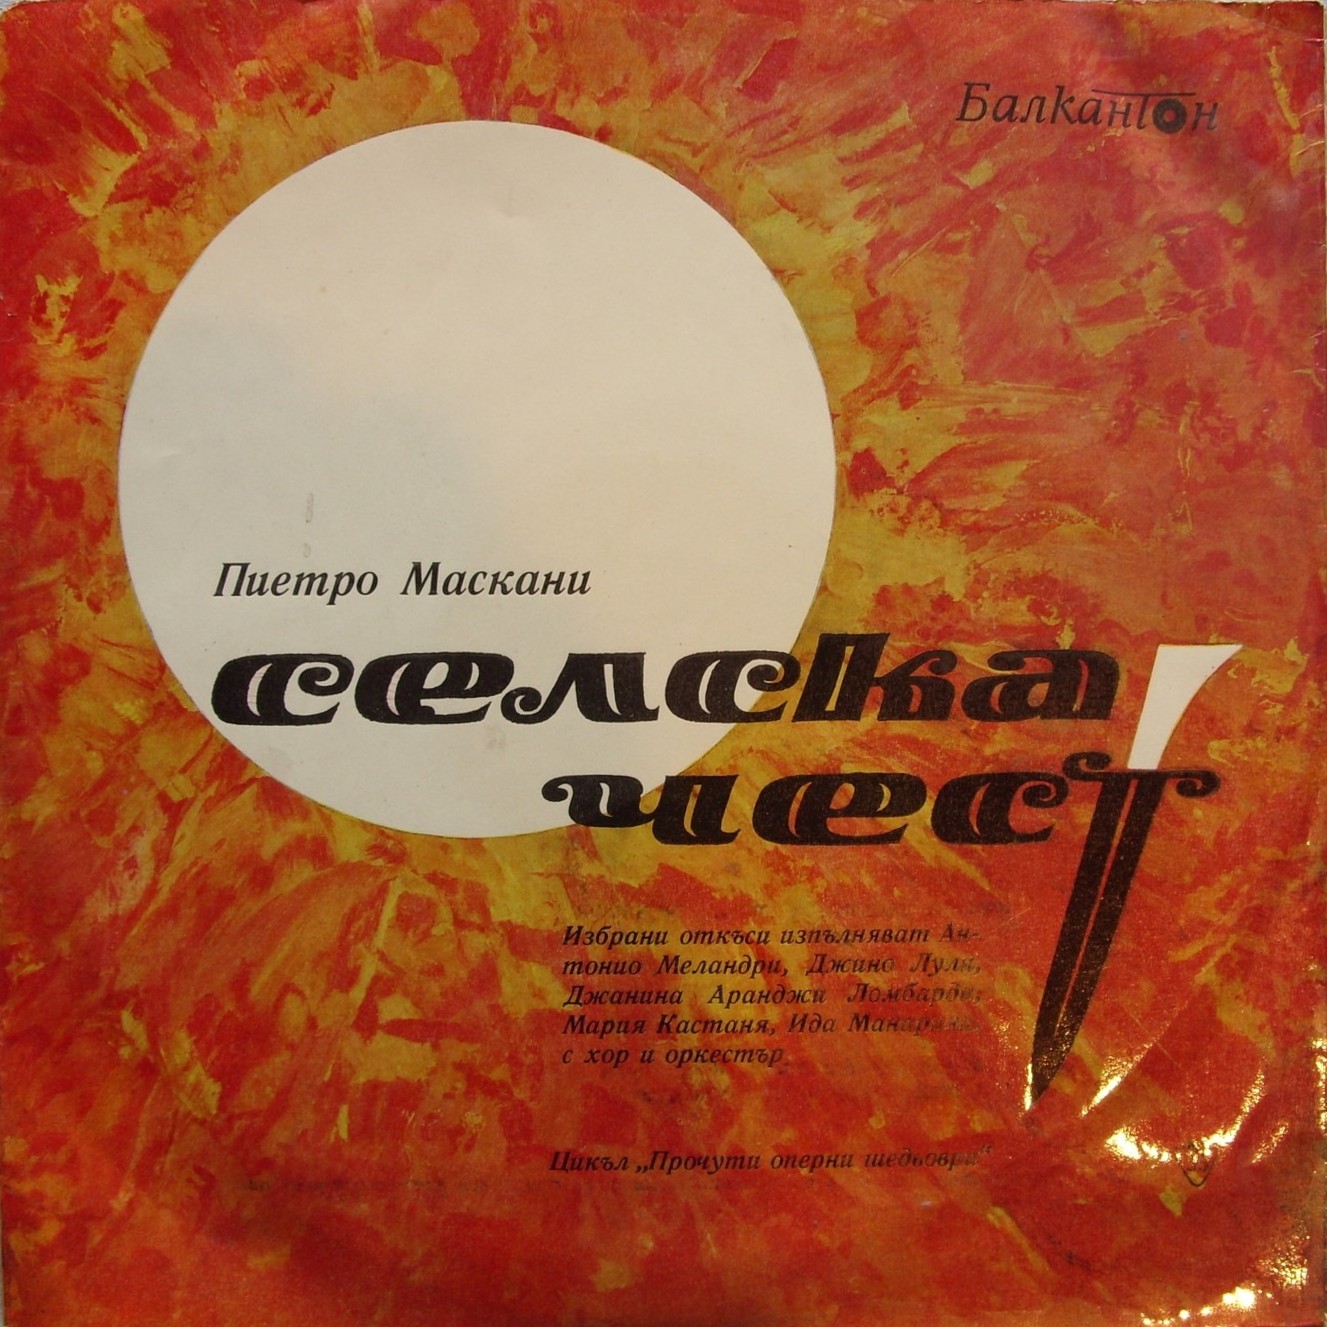 Балкантон
Пиетро Маскани
селска
чест
Избрани откъси изпълняват Ан-
тонио Меландри, Джино Лули,
Джанина Аранджи Ломбарди,
Мария Кастаня, Ида Манарини
с хор и оркестър
Цикъл „Прочути оперни шедьоври“